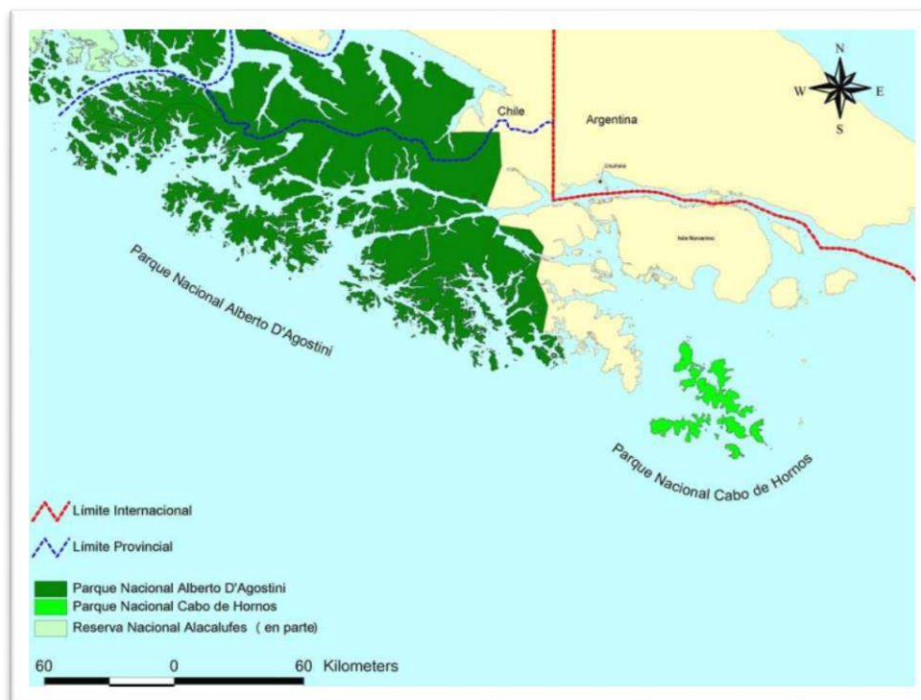 N
W
E
S
Chile
Argentina
Ushuaia
Isla Navarino
Parque Nacional Alberto D'Agostini
Parque Nacional Cabo de Hornos
Límite Internacional
Límite Provincial
Parque Nacional Alberto D'Agostini
Parque Nacional Cabo de Hornos
Reserva Nacional Alacalufes ( en parte)
60 0 60 Kilometers